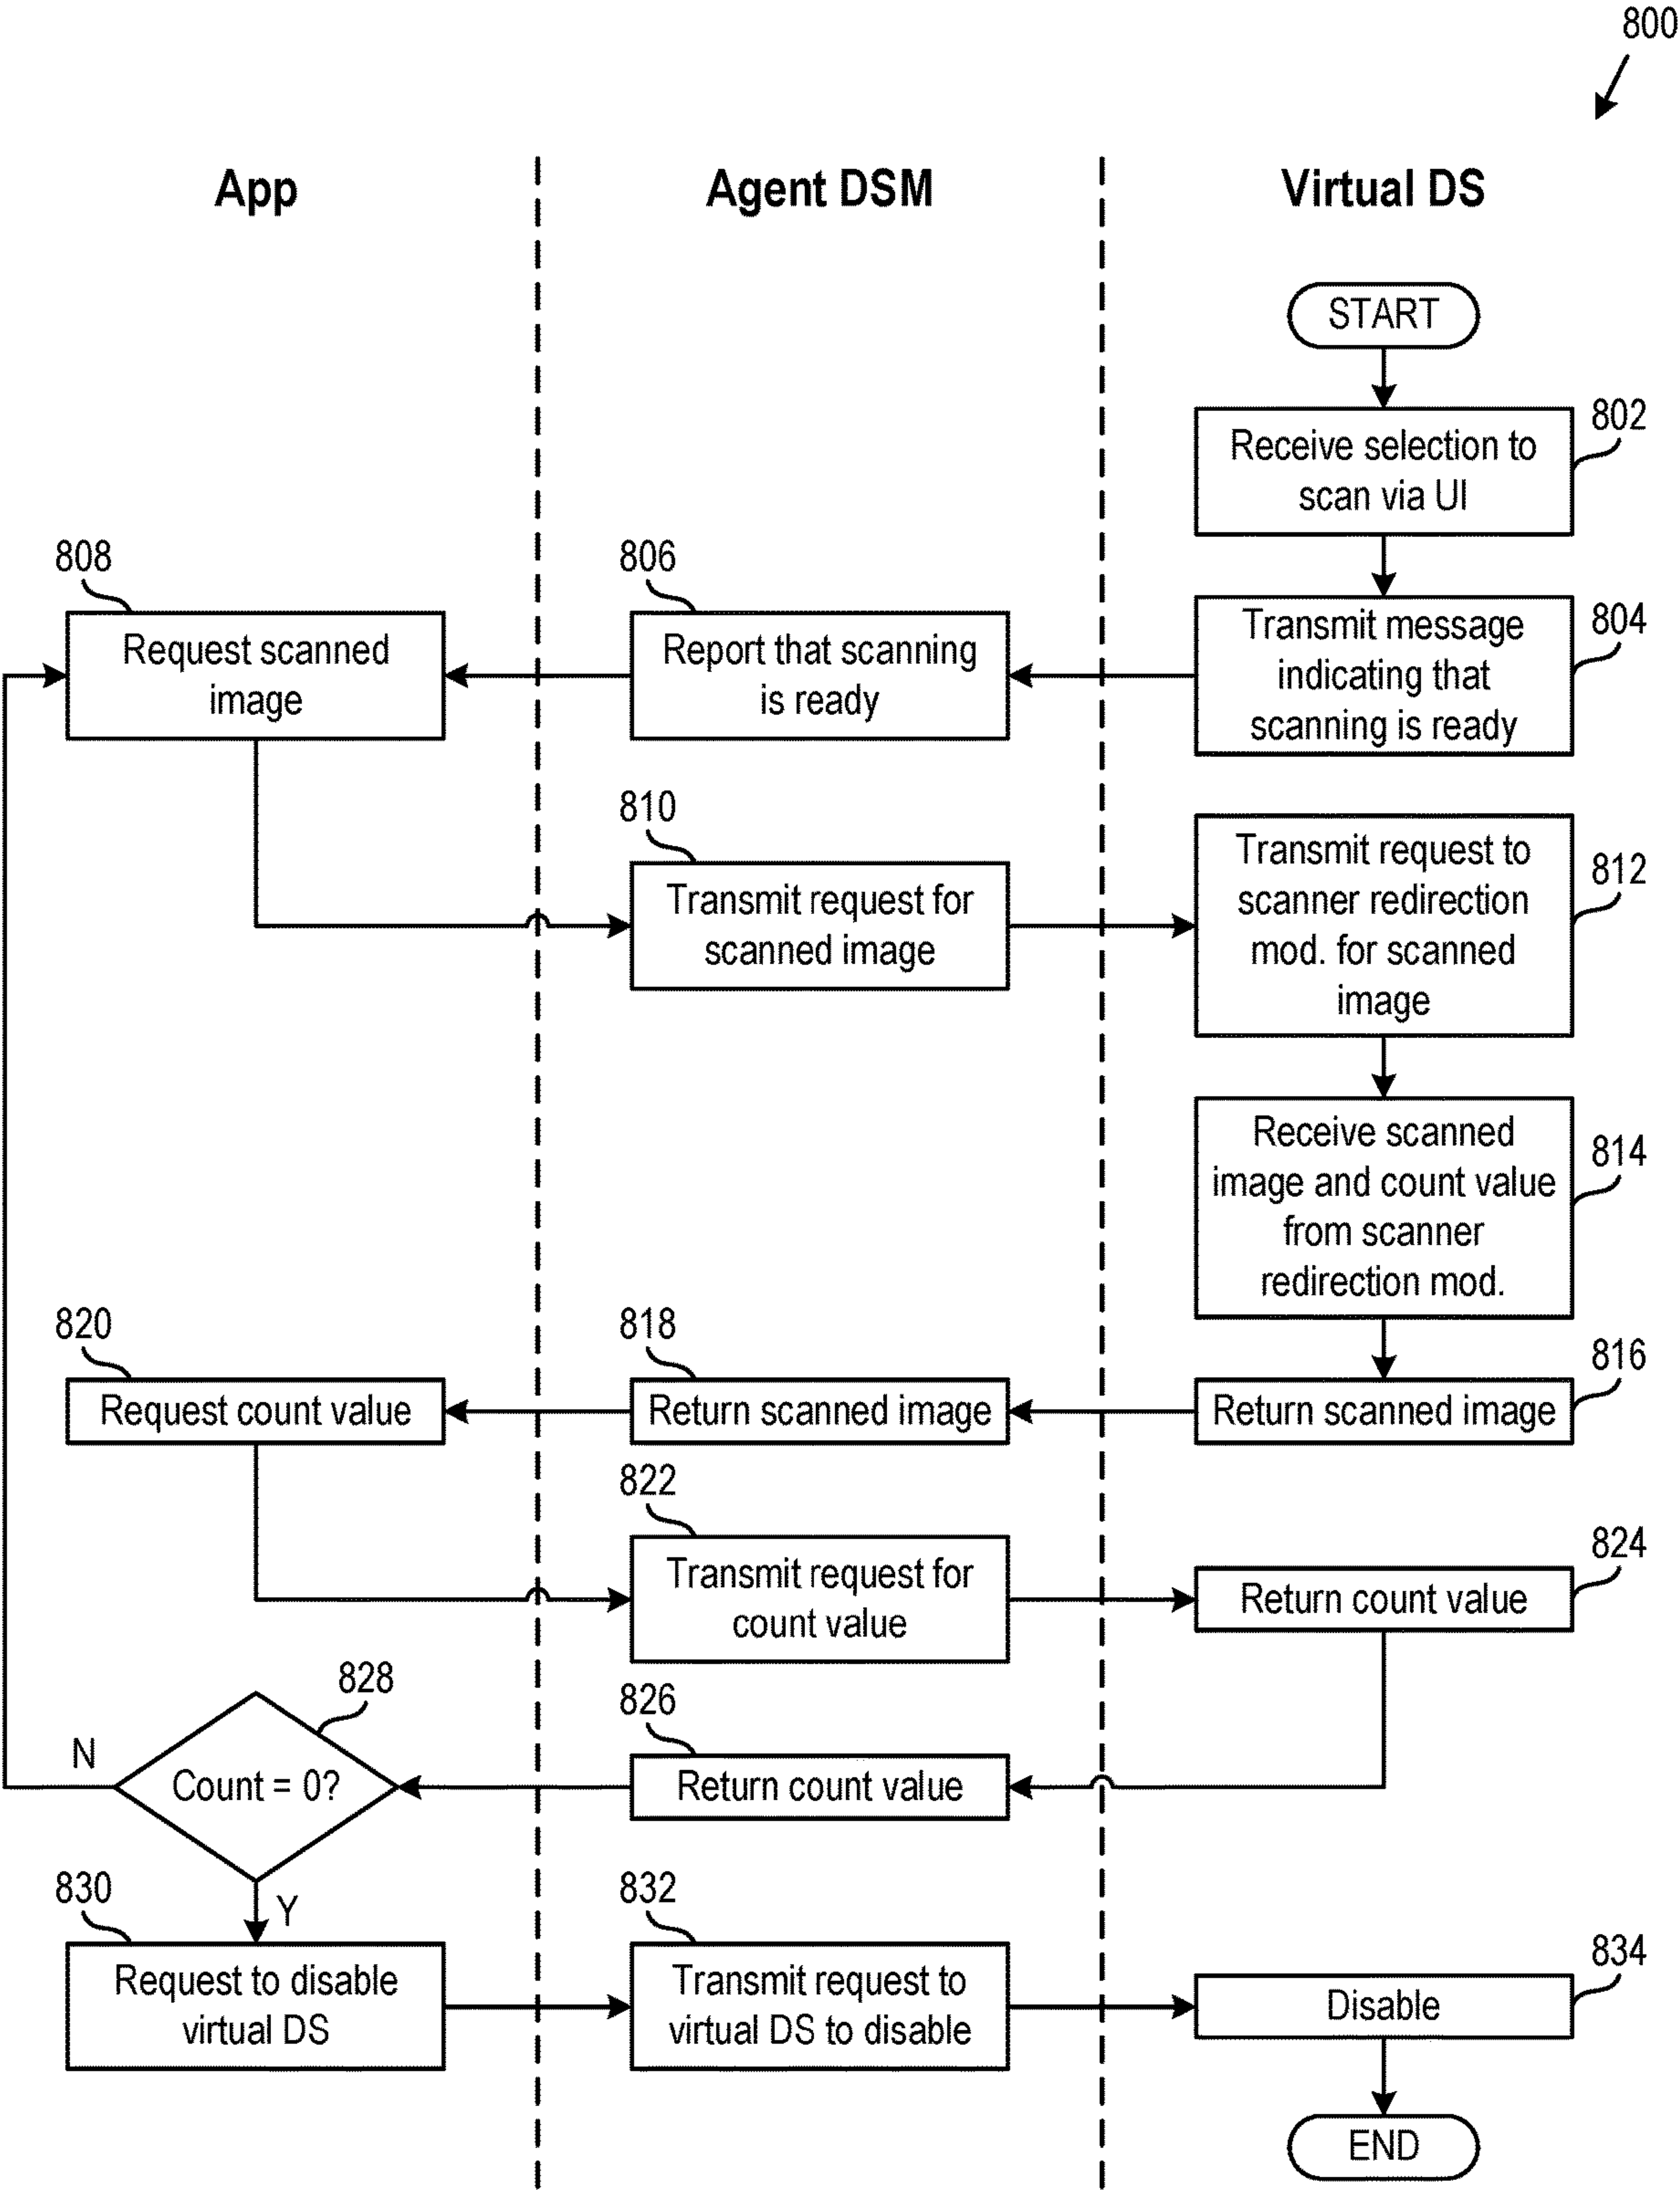 800
App
Agent DSM
Virtual DS
START
802
Receive selection to
scan via UI
808
806
804
Request scanned
image
Report that scanning
is ready
Transmit message
indicating that
scanning is ready
810
812
Transmit request for
scanned image
Transmit request to
scanner redirection
mod. for scanned
image
814
Receive scanned
image and count value
from scanner
redirection mod.
820
818
816
Request count value
Return scanned image
Return scanned image
822
824
Transmit request for
count value
Return count value
828
826
N
Count = 0?
Return count value
Y
830
832
834
Request to disable
virtual DS
Transmit request to
virtual DS to disable
Disable
END